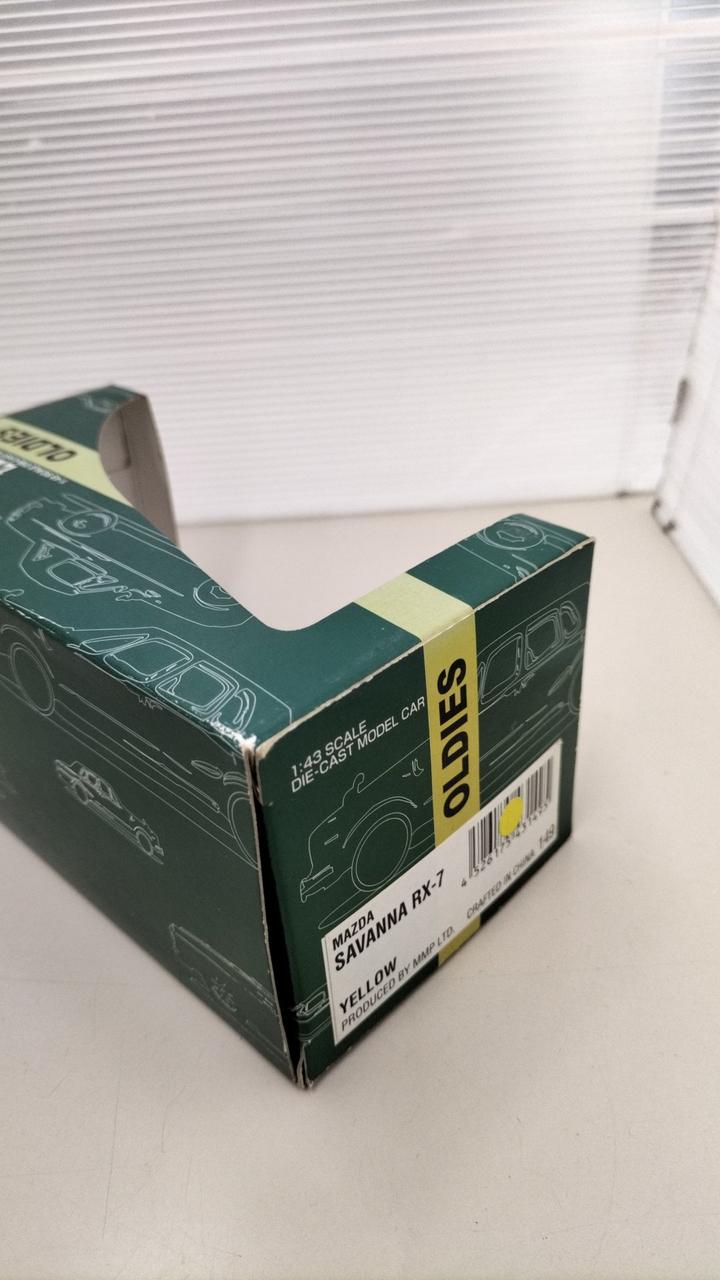 OLDIES
1:43 SCALE
DIE-CAST MODEL CAR
OLDIES
MAZDA
SAVANNA RX-7
YELLOW
PRODUCED BY MMP LTD.
CRAFTED IN CHINA
149